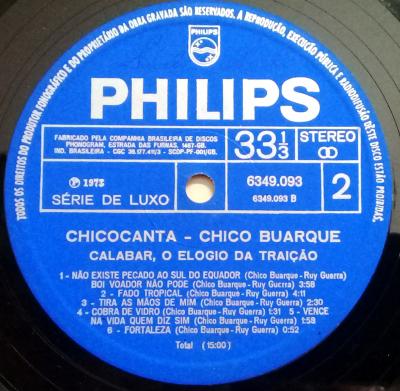 TODOS OS DIREITOS DO PRODUTOR FONOGRÁFICO E DO PROPRIETÁRIO DA OBRA GRAVADA SÃO RESERVADOS. A REPRODUÇÃO, EXECUÇÃO PÚBLICA E RADIODIFUSÃO DESTE DISCO ESTÃO PROIBIDAS.
PHILIPS
PHILIPS
FABRICADO PELA COMPANHIA BRASILEIRA DE DISCOS
PHONOGRAM, ESTRADA DAS FURNAS, 1467-GB.
IND. BRASILEIRA - CGC 33.177.411/3 - SCDP-PF-001/GB.
33 1/3
STEREO
℗ 1973
SÉRIE DE LUXO
6349.093
6349.093 B
2
CHICOCANTA - CHICO BUARQUE
CALABAR, O ELOGIO DA TRAIÇÃO
1 - NÃO EXISTE PECADO AO SUL DO EQUADOR (Chico Buarque - Ruy Guerra)
BOI VOADOR NÃO PODE (Chico Buarque - Ruy Guerra) 3:58
2 - FADO TROPICAL (Chico Buarque - Ruy Guerra) 4:11
3 - TIRA AS MÃOS DE MIM (Chico Buarque - Ruy Guerra) 2:30
4 - COBRA DE VIDRO (Chico Buarque - Ruy Guerra) 1:31 5 - VENCE
NA VIDA QUEM DIZ SIM (Chico Buarque - Ruy Guerra) 1:58
6 - FORTALEZA (Chico Buarque - Ruy Guerra) 0:52
Total (15:00)